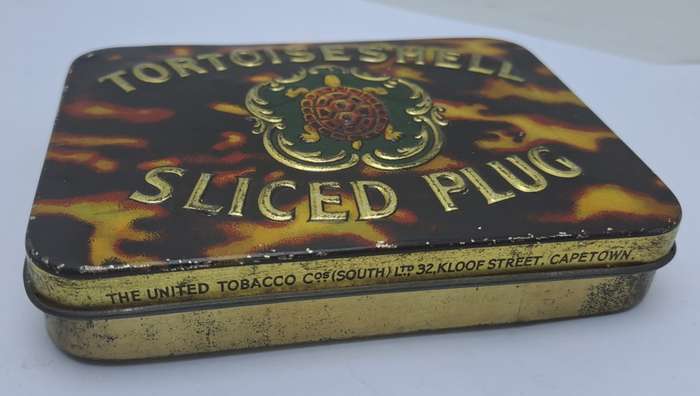 TORTOISESHELL
SLICED PLUG
THE UNITED TOBACCO COS (SOUTH) LTD 32, KLOOF STREET, CAPETOWN.